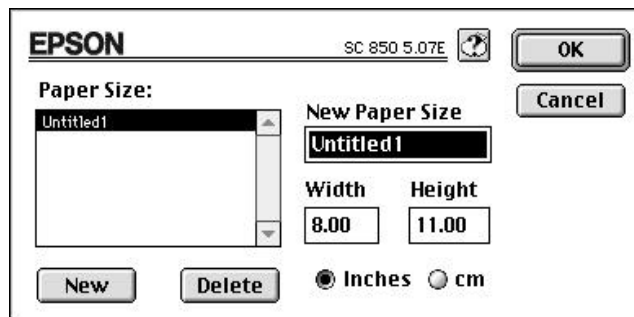 EPSON
SC 850 5.07E
OK
Cancel
Paper Size:
Untitled1
New Paper Size
Untitled1
Width Height
8.00 11.00
New Delete
Inches cm